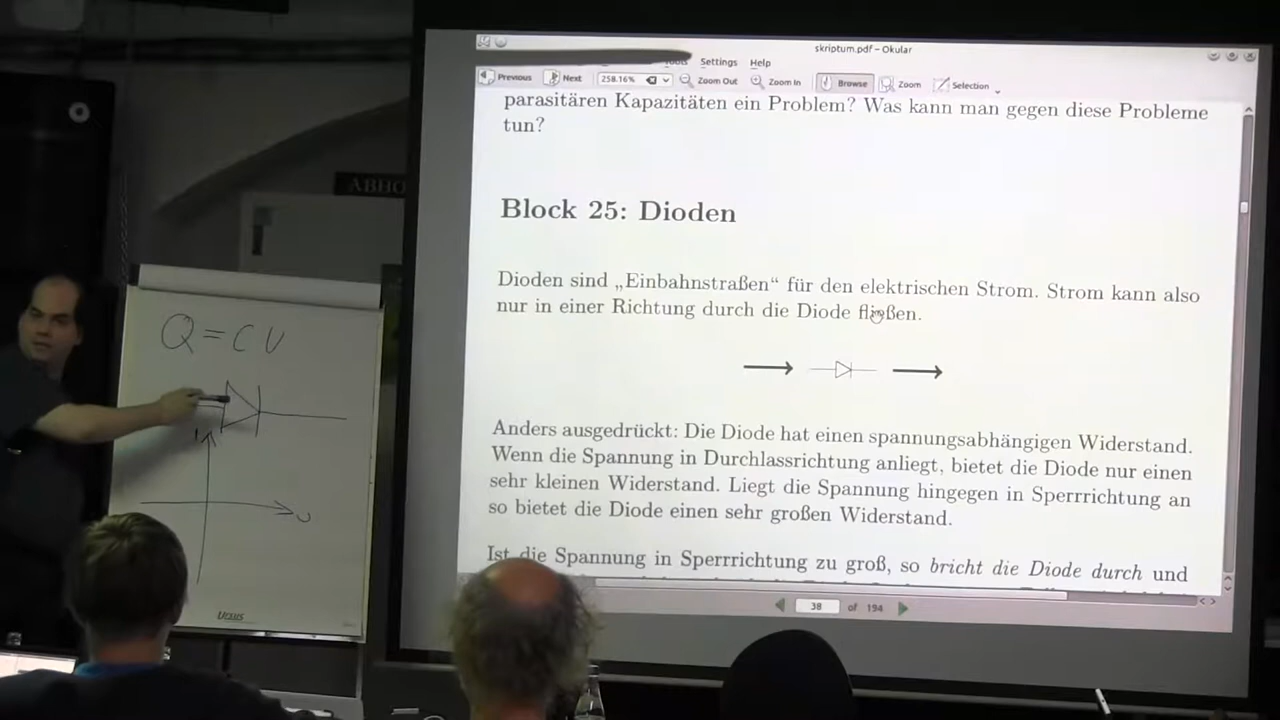 skriptum.pdf – Okular
Settings Help
Previous Next 258.16% Zoom Out Zoom In Browse Zoom Selection
parasitären Kapazitäten ein Problem? Was kann man gegen diese Probleme
tun?
Block 25: Dioden
Dioden sind „Einbahnstraßen“ für den elektrischen Strom. Strom kann also
nur in einer Richtung durch die Diode fließen.
Anders ausgedrückt: Die Diode hat einen spannungsabhängigen Widerstand.
Wenn die Spannung in Durchlassrichtung anliegt, bietet die Diode nur einen
sehr kleinen Widerstand. Liegt die Spannung hingegen in Sperrrichtung an
so bietet die Diode einen sehr großen Widerstand.
Ist die Spannung in Sperrrichtung zu groß, so bricht die Diode durch und
38 of 194
ABHO
Q = C U
U
Ursus